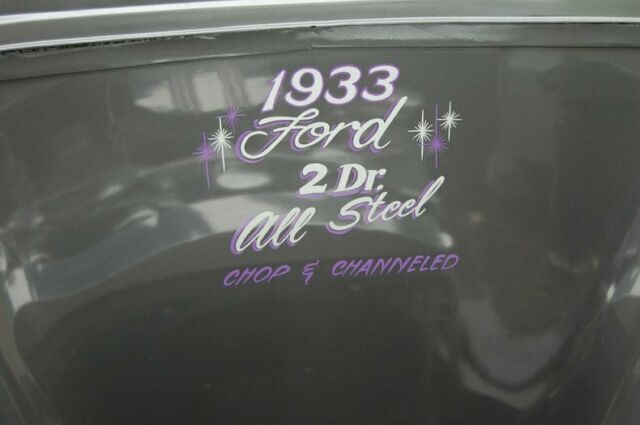 1933
Ford
2 Dr.
All Steel
CHOP & CHANNELED